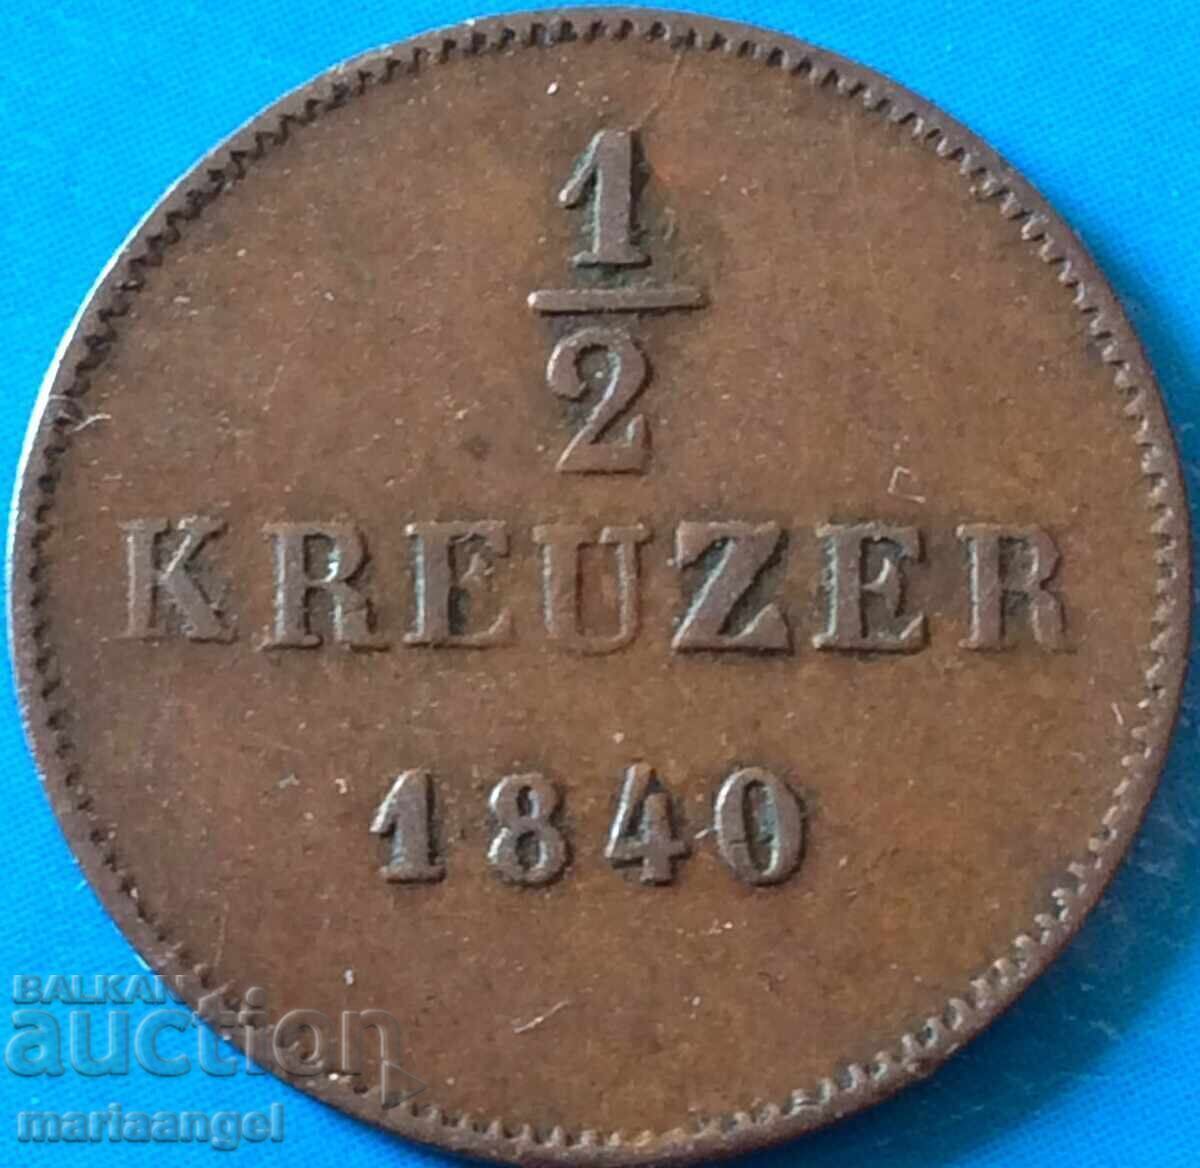 1
2
KREUZER
1840
BALKAN
auction
mariaangel